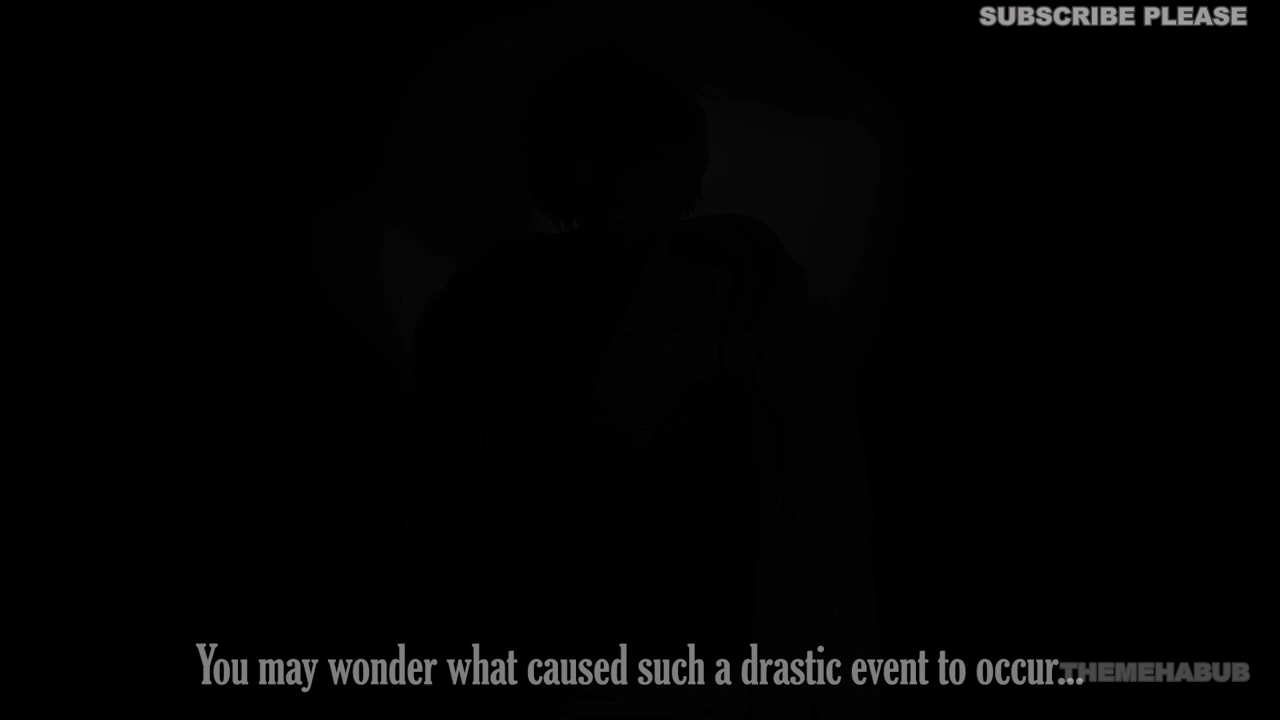 SUBSCRIBE PLEASE
You may wonder what caused such a drastic event to occur...
THEMEHABUB